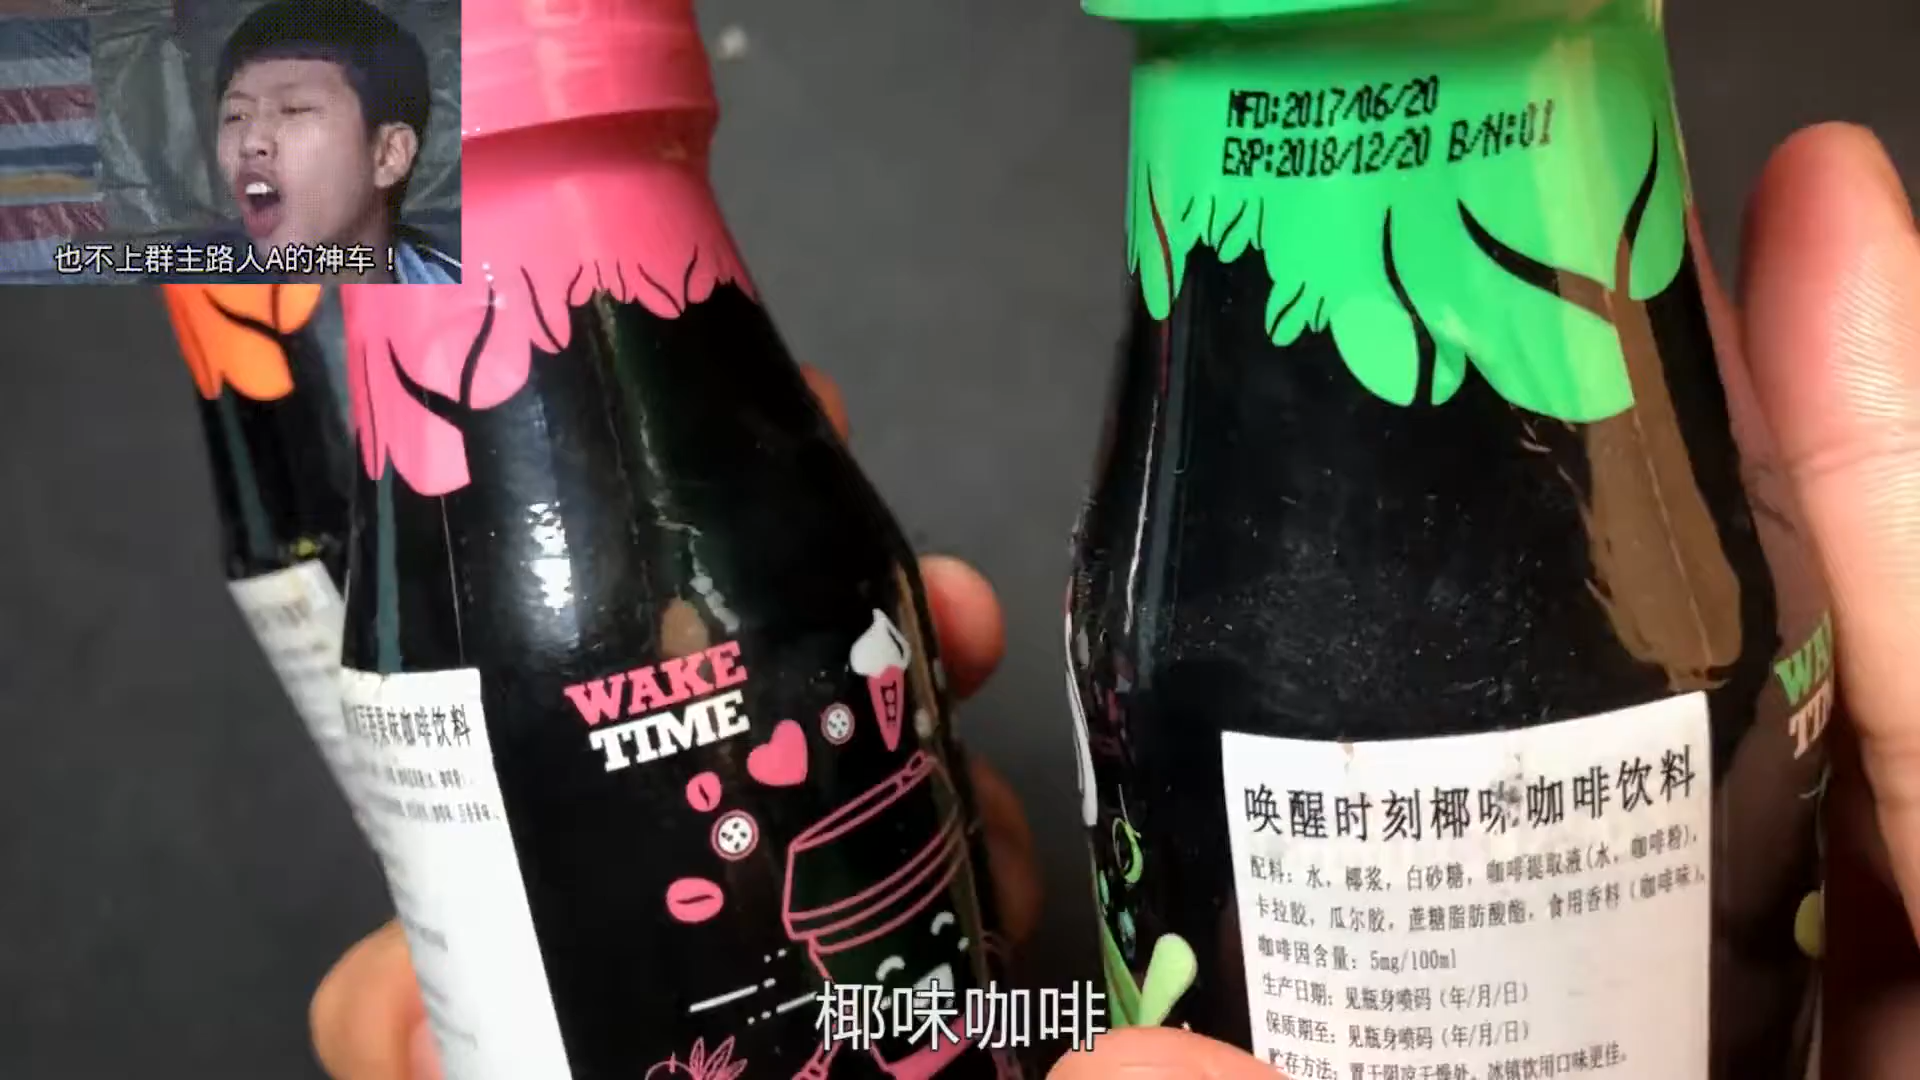 也不上群主路人A的神车！
MFD:2017/06/20
EXP:2018/12/20 B/N:01
WAKE
TIME
味咖啡饮料
唤醒时刻椰味咖啡饮料
配料：水，椰浆，白砂糖，咖啡提取液(水，咖啡粉)，
卡拉胶，瓜尔胶，蔗糖脂肪酸酯，食用香料（咖啡味）。
咖啡因含量：5mg/100ml
生产日期：见瓶身喷码（年/月/日）
保质期至：见瓶身喷码（年/月/日）
贮存方法：置于阴凉干燥处，冰镇饮用口味更佳。
椰味咖啡